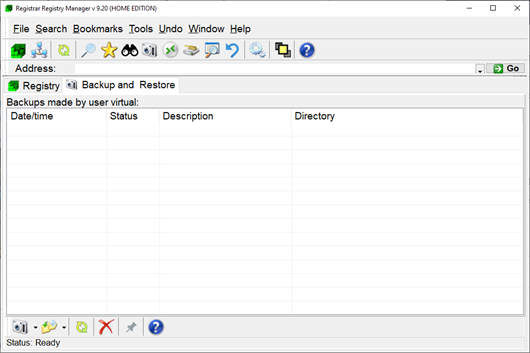 Registrar Registry Manager v 9.20 (HOME EDITION)
File Search Bookmarks Tools Undo Window Help
Address: Go
Registry Backup and Restore
Backups made by user virtual:
Date/time Status Description Directory
Status: Ready